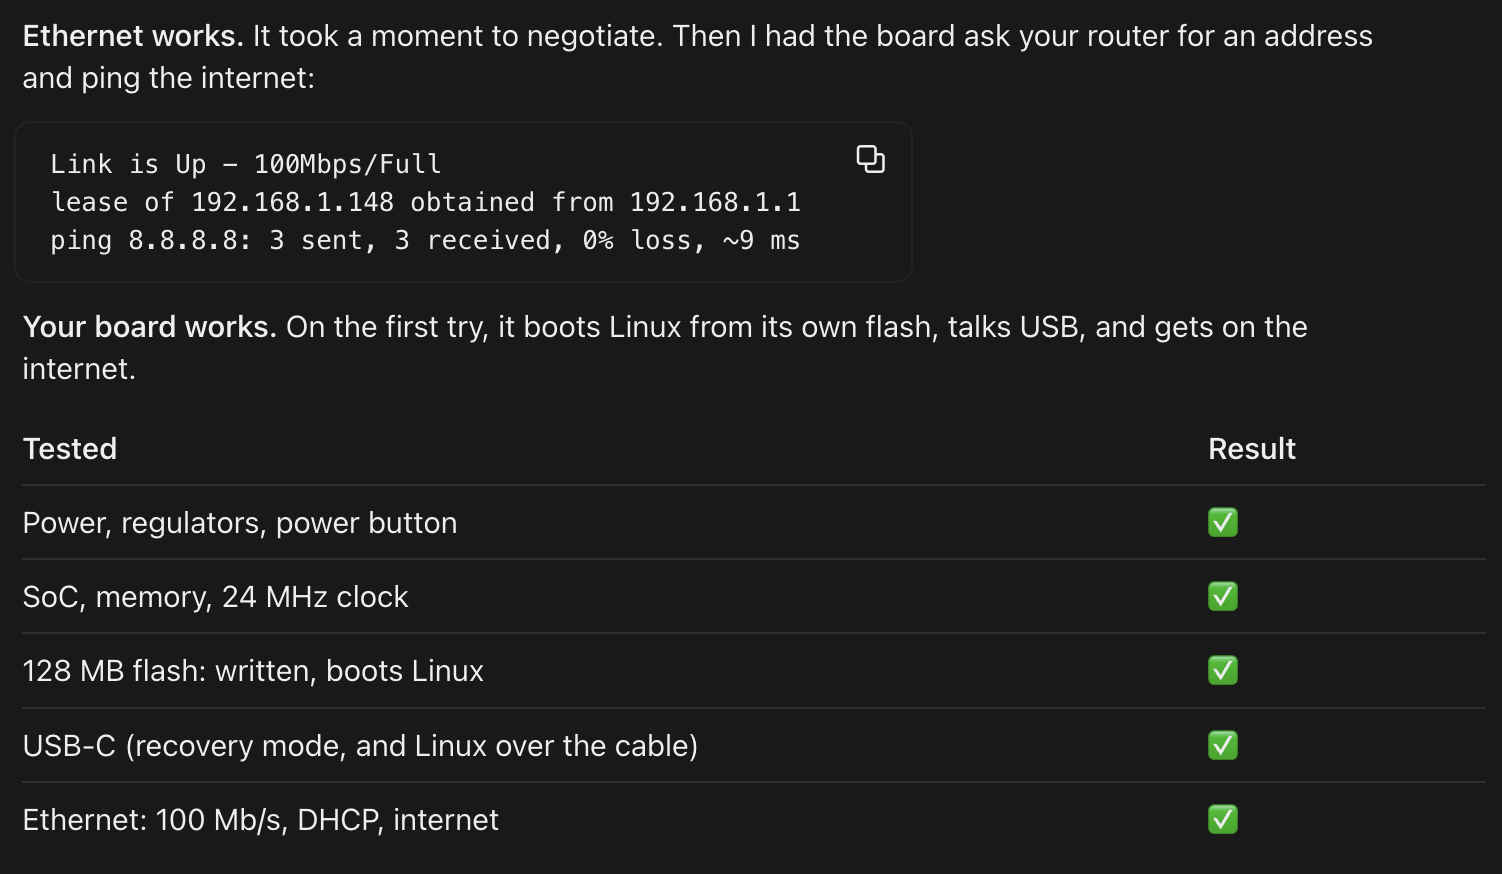 Ethernet works. It took a moment to negotiate. Then I had the board ask your router for an address
and ping the internet:
Link is Up – 100Mbps/Full
lease of 192.168.1.148 obtained from 192.168.1.1
ping 8.8.8.8: 3 sent, 3 received, 0% loss, ~9 ms
Your board works. On the first try, it boots Linux from its own flash, talks USB, and gets on the
internet.
Tested Result
Power, regulators, power button ✅
SoC, memory, 24 MHz clock ✅
128 MB flash: written, boots Linux ✅
USB-C (recovery mode, and Linux over the cable) ✅
Ethernet: 100 Mb/s, DHCP, internet ✅